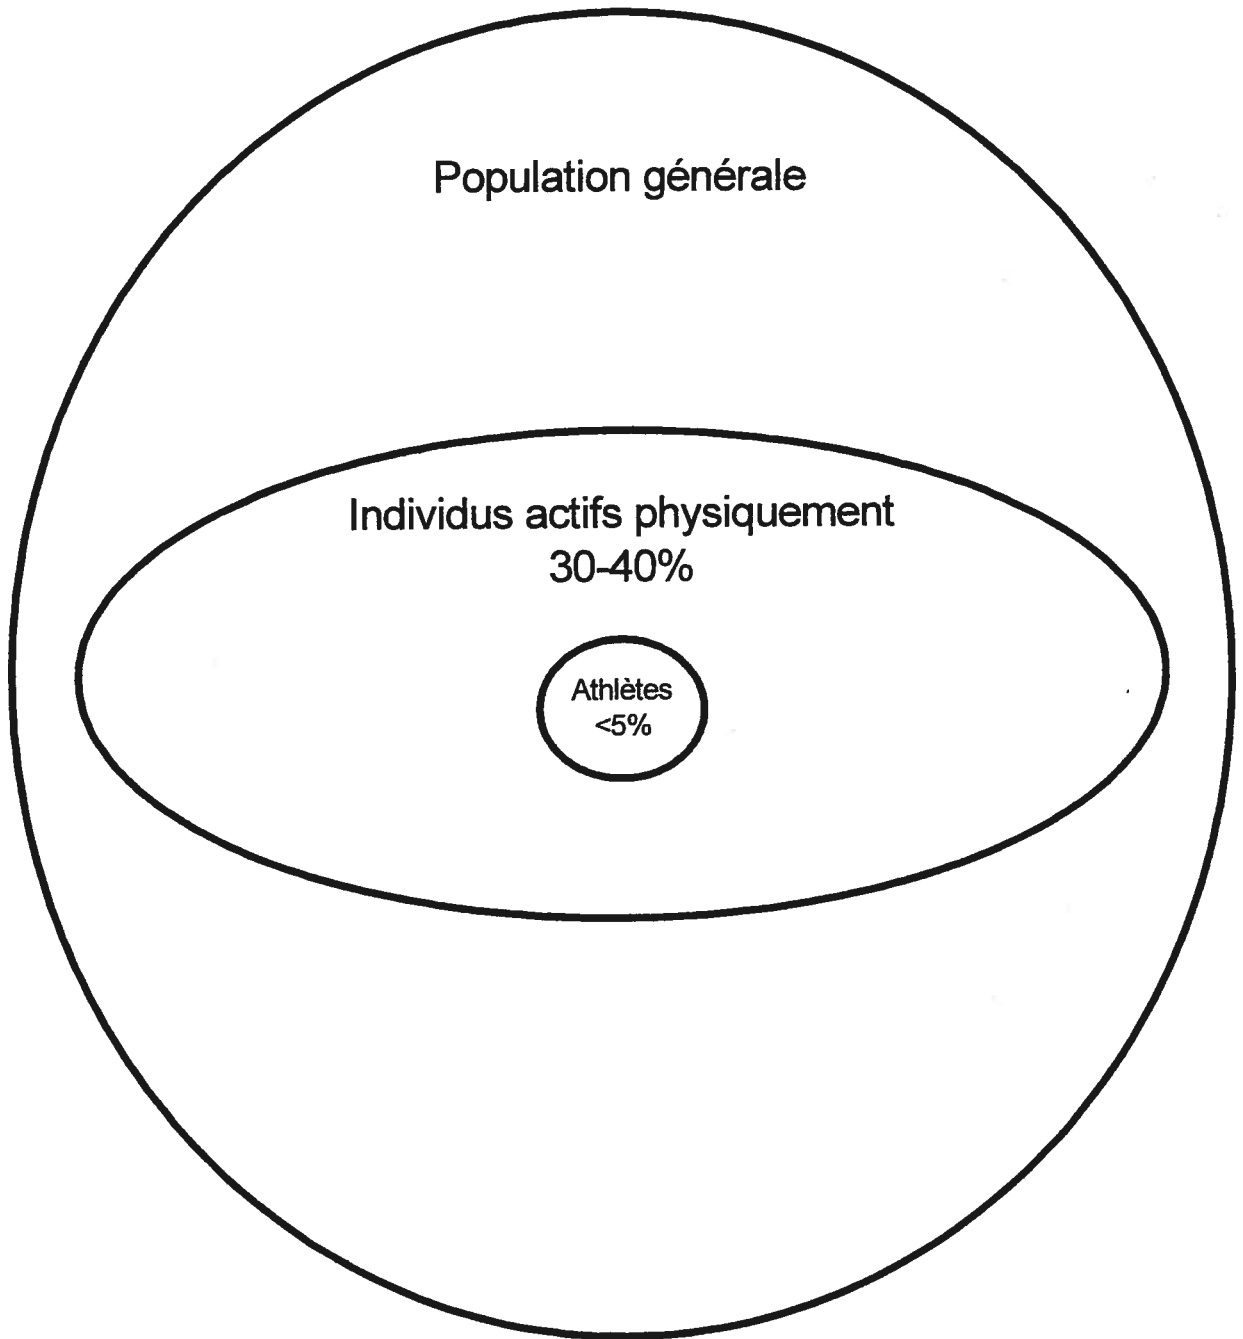 Population générale
Individus actifs physiquement
30-40%
Athlètes
<5%